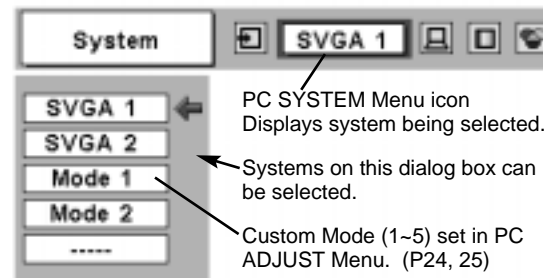 System
SVGA 1
SVGA 1
SVGA 2
Mode 1
Mode 2
-----
PC SYSTEM Menu icon
Displays system being selected.
Systems on this dialog box can
be selected.
Custom Mode (1~5) set in PC
ADJUST Menu. (P24, 25)